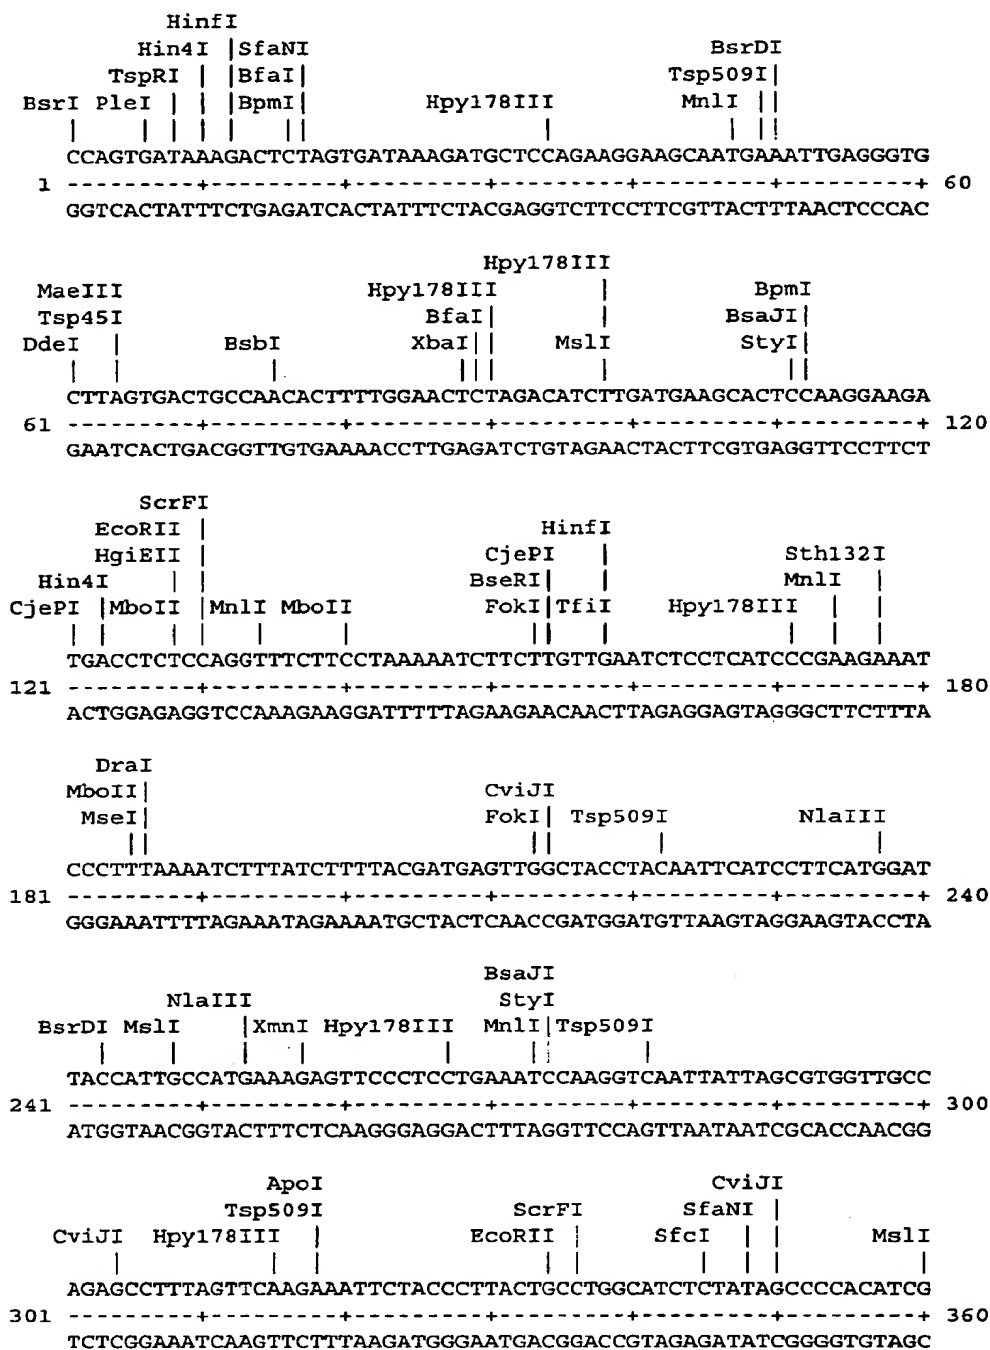 HinfI
Hin4I SfaNI BsrDI
TspRI BfaI Tsp509I
BsrI PleI BpmI Hpy178III MnlI
CCAGTGATAAAGACTCTAGTGATAAAGATGCTCCAGAAGGAAGCAATGAAATTGAGGGTG
1 ---------+---------+---------+---------+---------+---------+ 60
GGTCACTATTTCTGAGATCACTATTTCTACGAGGTCTTCCTTCGTTACTTTAACTCCCAC
Hpy178III
MaeIII Hpy178III BpmI
Tsp45I BfaI BsaJI
DdeI BsbI XbaI MslI StyI
CTTAGTGACTGCCAACACTTTTGGAACTCTAGACATCTTGATGAAGCACTCCAAGGAAGA
61 ---------+---------+---------+---------+---------+---------+ 120
GAATCACTGACGGTTGTGAAAACCTTGAGATCTGTAGAACTACTTCGTGAGGTTCCTTCT
ScrFI
EcoRII HinfI
HgiEII CjePI Sth132I
Hin4I BseRI MnlI
CjePI MboII MnlI MboII FokI TfiI Hpy178III
TGACCTCTCCAGGTTTCTTCCTAAAAATCTTCTTGTTGAATCTCCTCATCCCGAAGAAAT
121 ---------+---------+---------+---------+---------+---------+ 180
ACTGGAGAGGTCCAAAGAAGGATTTTTAGAAGAACAACTTAGAGGAGTAGGGCTTCTTTA
DraI
MboII CviJI
MseI FokI Tsp509I NlaIII
CCCTTTAAAATCTTTATCTTTTTACGATGAGTTGGCTACCTACAATTCATCCTTCATGGAT
181 ---------+---------+---------+---------+---------+---------+ 240
GGGAAATTTTAGAAATAGAAAATGCTACTCAACCGATGGATGTTAAGTAGGAAGTACCTA
BsaJI
NlaIII StyI
BsrDI MslI XmnI Hpy178III MnlI Tsp509I
TACCATTGCCATGAAAGAGTTCCCTCCTGAAATCCAAGGTCAATTATTAGCGTGGTTGCC
241 ---------+---------+---------+---------+---------+---------+ 300
ATGGTAACGGTACTTTCTCAAGGGAGGACTTTAGGTTCCAGTTAATAATCGCACCAACGG
ApoI CviJI
Tsp509I ScrFI SfaNI
CviJI Hpy178III EcoRII SfcI MslI
AGAGCCTTTAGTTCAAGAAATTCTACCCTTACTGCCTGGCATCTCTATAGCCCCACATCG
301 ---------+---------+---------+---------+---------+---------+ 360
TCTCGGAAATCAAGTTCTTTAAGATGGGAATGACGGACCGTAGAGATATCGGGGTGTAGC